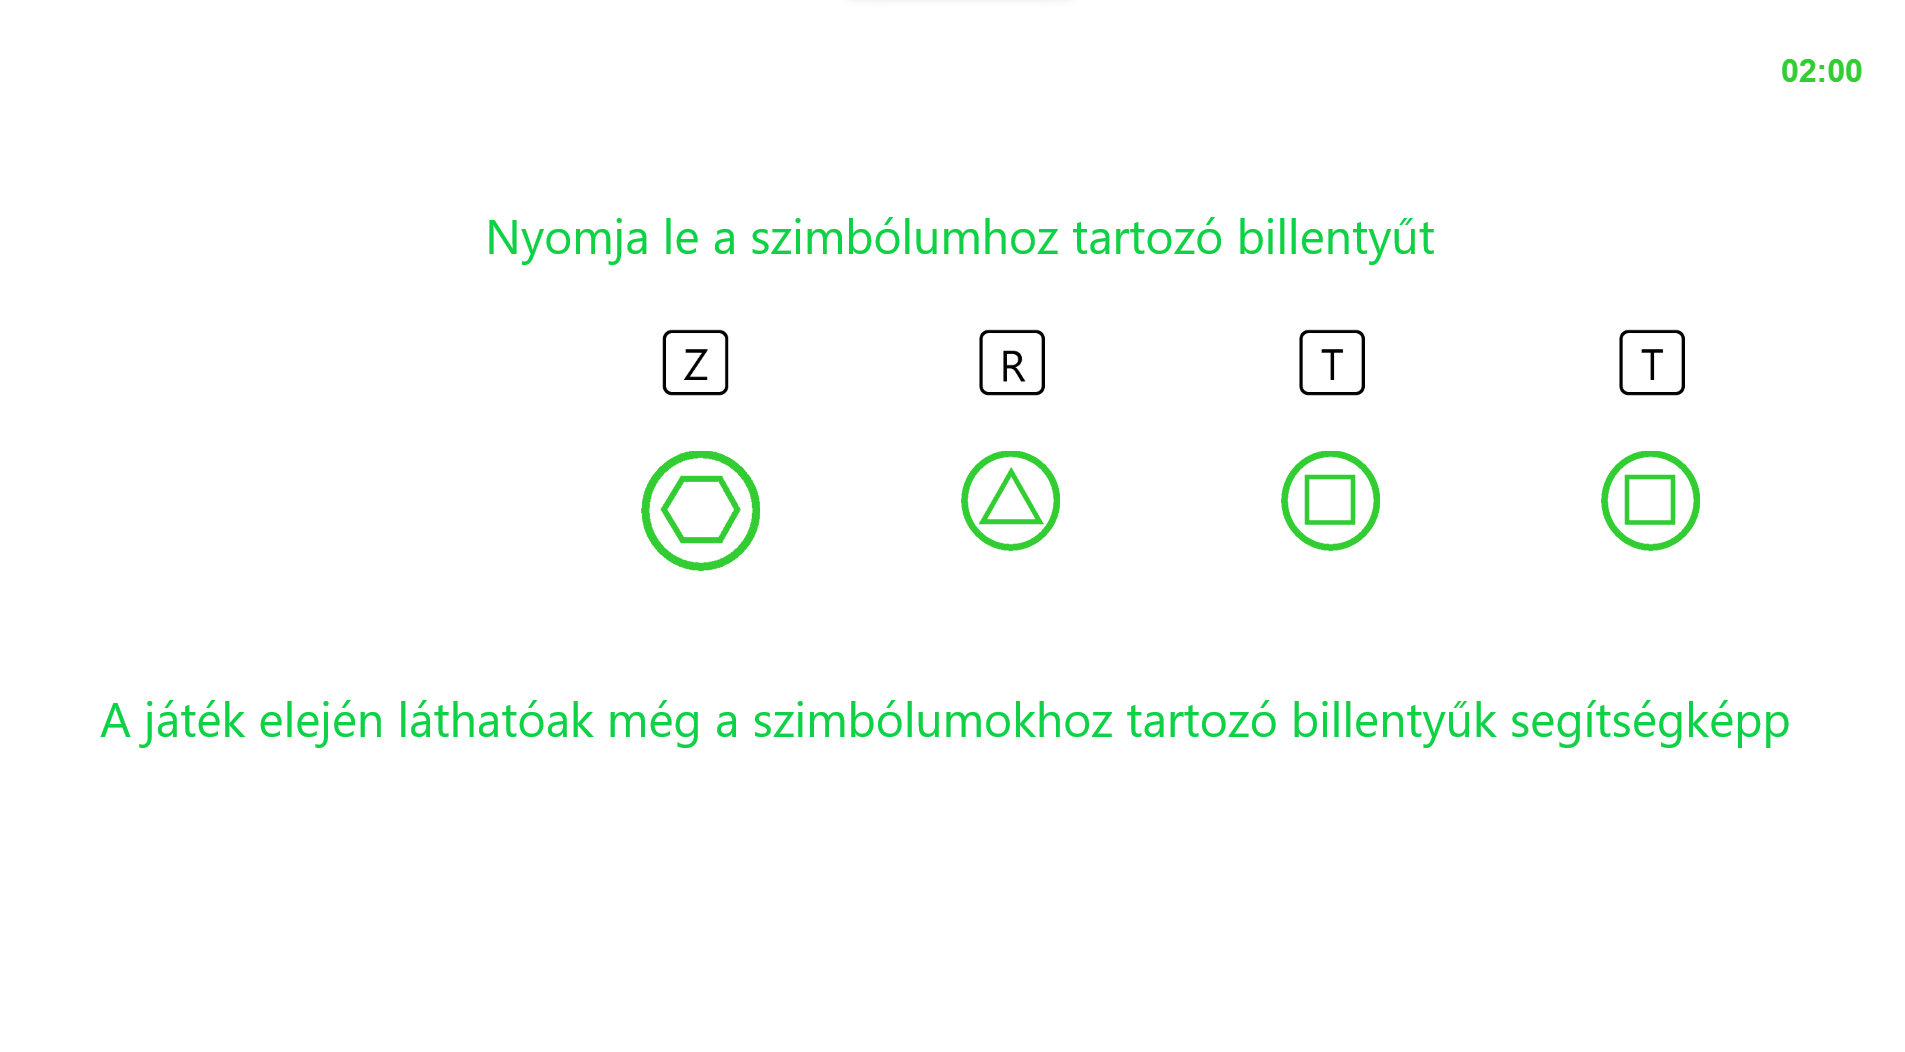 02:00
Nyomja le a szimbólumhoz tartozó billentyűt
Z R T T
A játék elején láthatóak még a szimbólumokhoz tartozó billentyűk segítségképp